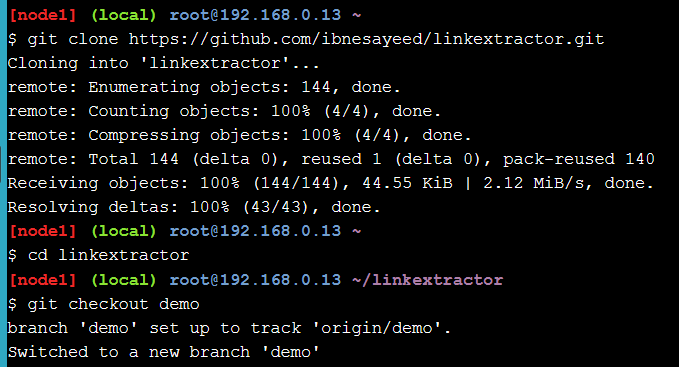 [node1] (local) root@192.168.0.13 ~
$ git clone https://github.com/ibnesayeed/linkextractor.git
Cloning into 'linkextractor'...
remote: Enumerating objects: 144, done.
remote: Counting objects: 100% (4/4), done.
remote: Compressing objects: 100% (4/4), done.
remote: Total 144 (delta 0), reused 1 (delta 0), pack-reused 140
Receiving objects: 100% (144/144), 44.55 KiB | 2.12 MiB/s, done.
Resolving deltas: 100% (43/43), done.
[node1] (local) root@192.168.0.13 ~
$ cd linkextractor
[node1] (local) root@192.168.0.13 ~/linkextractor
$ git checkout demo
branch 'demo' set up to track 'origin/demo'.
Switched to a new branch 'demo'